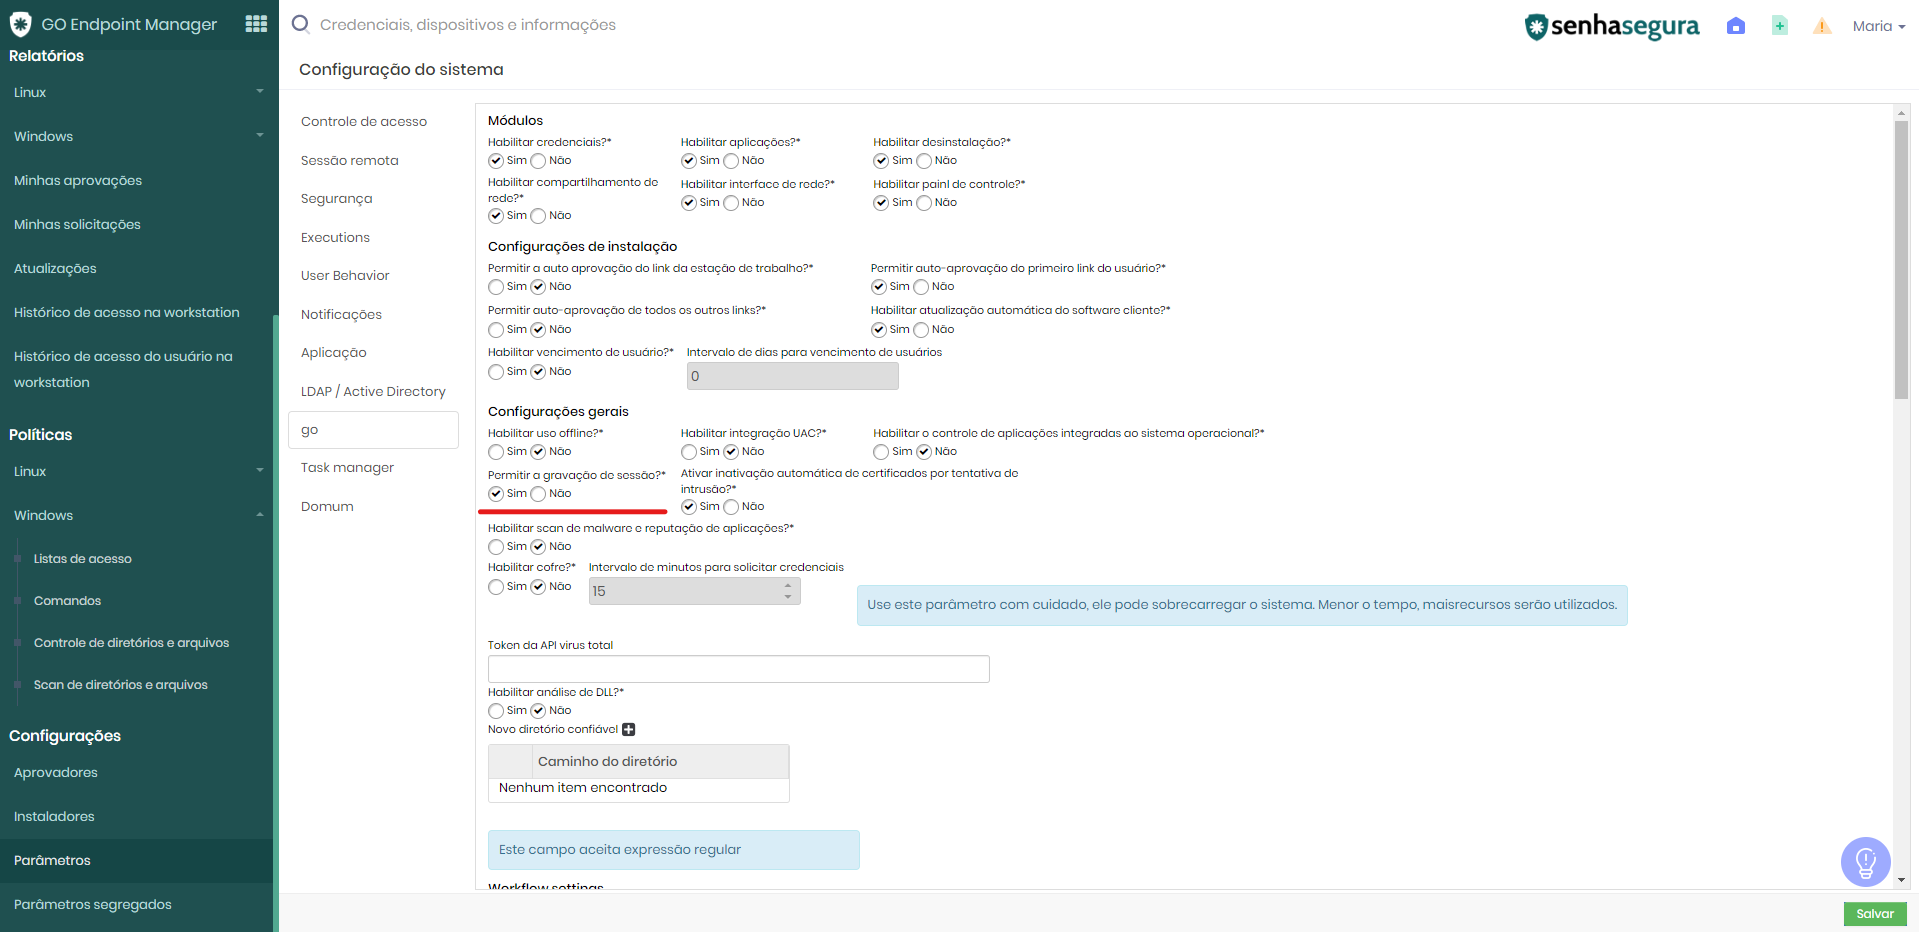 GO Endpoint Manager
Credenciais, dispositivos e informações
senhasegura
Maria
Relatórios
Linux
Windows
Minhas aprovações
Minhas solicitações
Atualizações
Histórico de acesso na workstation
Histórico de acesso do usuário na
workstation
Políticas
Linux
Windows
Listas de acesso
Comandos
Controle de diretórios e arquivos
Scan de diretórios e arquivos
Configurações
Aprovadores
Instaladores
Parâmetros
Parâmetros segregados
Configuração do sistema
Controle de acesso
Sessão remota
Segurança
Executions
User Behavior
Notificações
Aplicação
LDAP / Active Directory
go
Task manager
Domum
Módulos
Habilitar credenciais?* Habilitar aplicações?* Habilitar desinstalação?*
Sim Não Sim Não Sim Não
Habilitar compartilhamento de
rede?* Habilitar interface de rede?* Habilitar painl de controle?*
Sim Não Sim Não Sim Não
Configurações de instalação
Permitir a auto aprovação do link da estação de trabalho?* Permitir auto-aprovação do primeiro link do usuário?*
Sim Não Sim Não
Permitir auto-aprovação de todos os outros links?* Habilitar atualização automática do software cliente?*
Sim Não Sim Não
Habilitar vencimento de usuário?* Intervalo de dias para vencimento de usuários
Sim Não 0
Configurações gerais
Habilitar uso offline?* Habilitar integração UAC?* Habilitar o controle de aplicações integradas ao sistema operacional?*
Sim Não Sim Não Sim Não
Permitir a gravação de sessão?* Ativar inativação automática de certificados por tentativa de
intrusão?*
Sim Não Sim Não
Habilitar scan de malware e reputação de aplicações?*
Sim Não
Habilitar cofre?* Intervalo de minutos para solicitar credenciais
Sim Não 15
Use este parâmetro com cuidado, ele pode sobrecarregar o sistema. Menor o tempo, maisrecursos serão utilizados.
Token da API virus total
Habilitar análise de DLL?*
Sim Não
Novo diretório confiável
Caminho do diretório
Nenhum item encontrado
Este campo aceita expressão regular
Workflow settings
Salvar